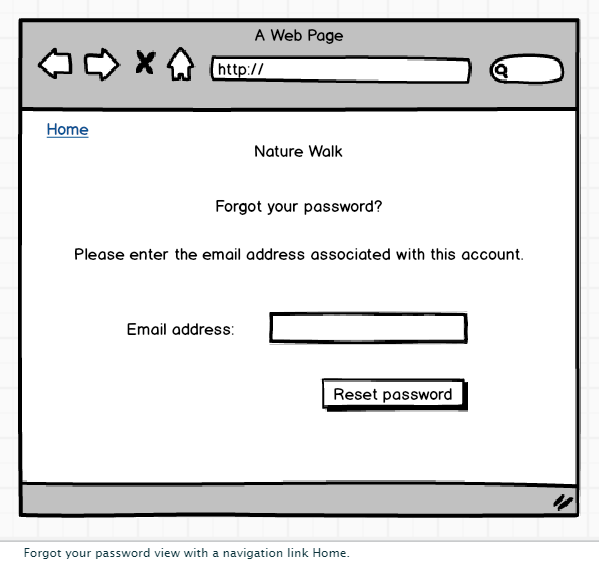 A Web Page
http://
Home
Nature Walk
Forgot your password?
Please enter the email address associated with this account.
Email address:
Reset password
Forgot your password view with a navigation link Home.